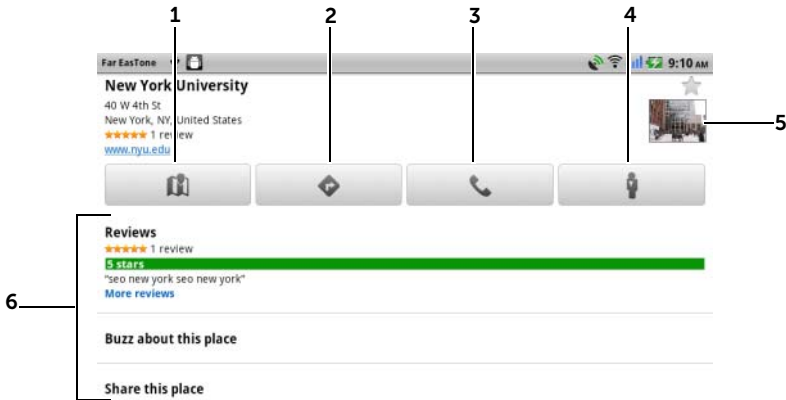 1 2 3 4
Far EasTone 9:10 AM
New York University
40 W 4th St
New York, NY, United States
1 review
www.nyu.edu
5
Reviews
1 review
5 stars
"seo new york seo new york"
More reviews
6
Buzz about this place
Share this place